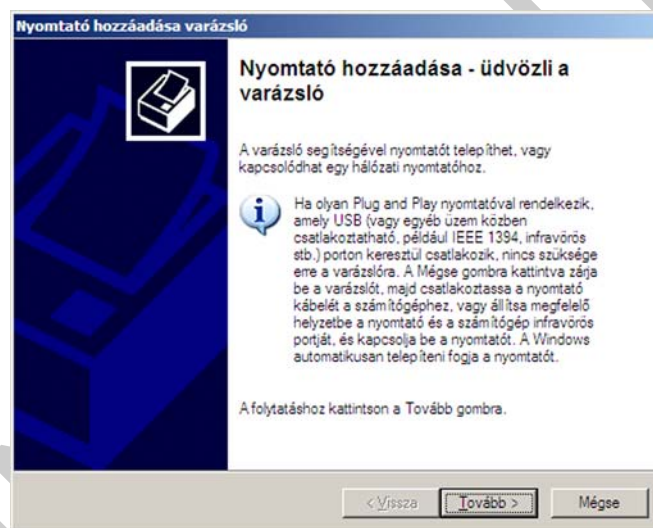 Nyomtató hozzáadása varázsló
Nyomtató hozzáadása - üdvözli a
varázsló
A varázsló segítségével nyomtatót telepíthet, vagy
kapcsolódhat egy hálózati nyomtatóhoz.
Ha olyan Plug and Play nyomtatóval rendelkezik,
amely USB (vagy egyéb üzem közben
csatlakoztatható, például IEEE 1394, infravörös
stb.) porton keresztül csatlakozik, nincs szüksége
erre a varázslóra. A Mégse gombra kattintva zárja
be a varázslót, majd csatlakoztassa a nyomtató
kábelét a számítógéphez, vagy állítsa megfelelő
helyzetbe a nyomtató és a számítógép infravörös
portját, és kapcsolja be a nyomtatót. A Windows
automatikusan telepíteni fogja a nyomtatót.
A folytatáshoz kattintson a Tovább gombra.
< Vissza Tovább > Mégse